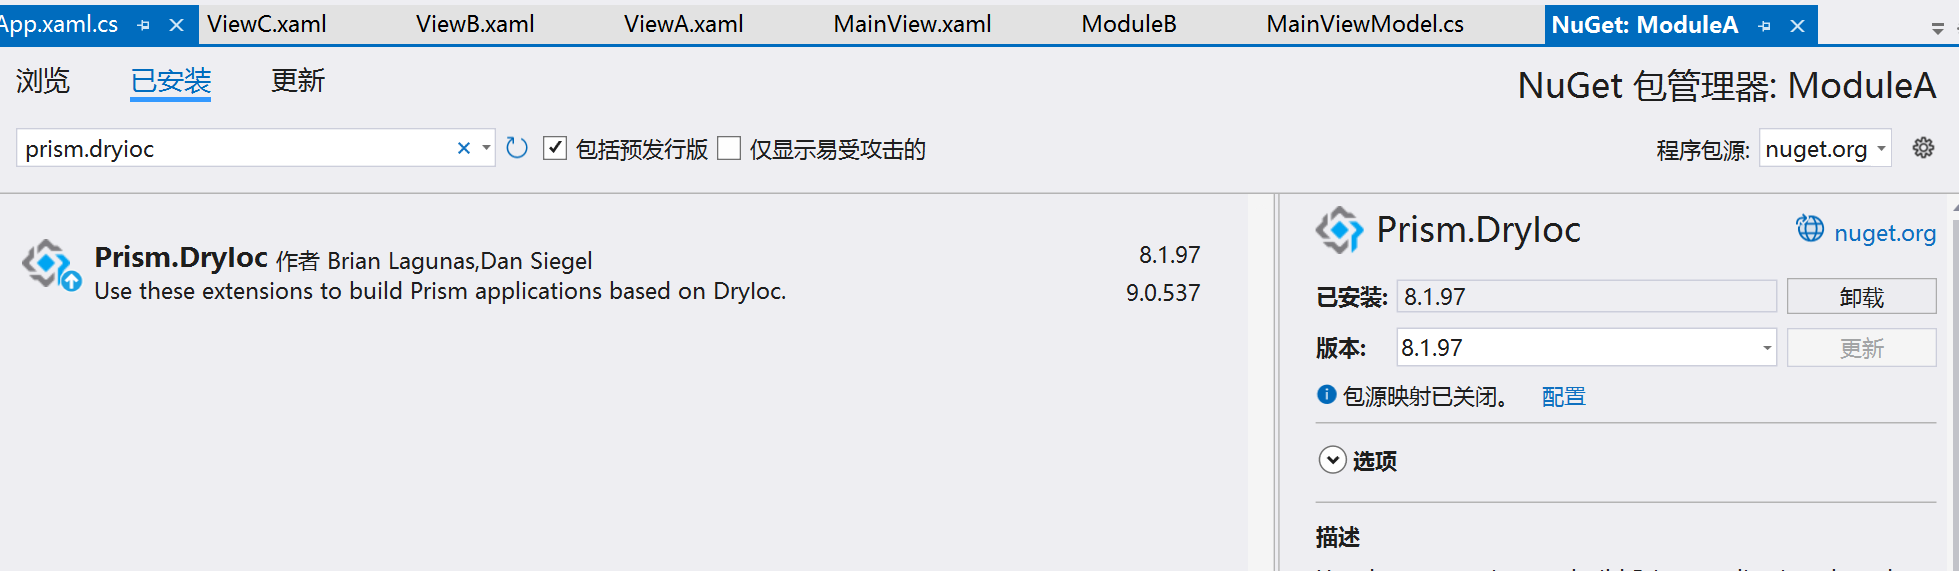 App.xaml.cs ViewC.xaml ViewB.xaml ViewA.xaml MainView.xaml ModuleB MainViewModel.cs NuGet: ModuleA
浏览 已安装 更新
NuGet 包管理器: ModuleA
prism.dryioc 包括预发行版 仅显示易受攻击的 程序包源: nuget.org
Prism.DryIoc 作者 Brian Lagunas,Dan Siegel 8.1.97
Use these extensions to build Prism applications based on DryIoc. 9.0.537
Prism.DryIoc nuget.org
已安装: 8.1.97 卸载
版本: 8.1.97 更新
包源映射已关闭。 配置
选项
描述